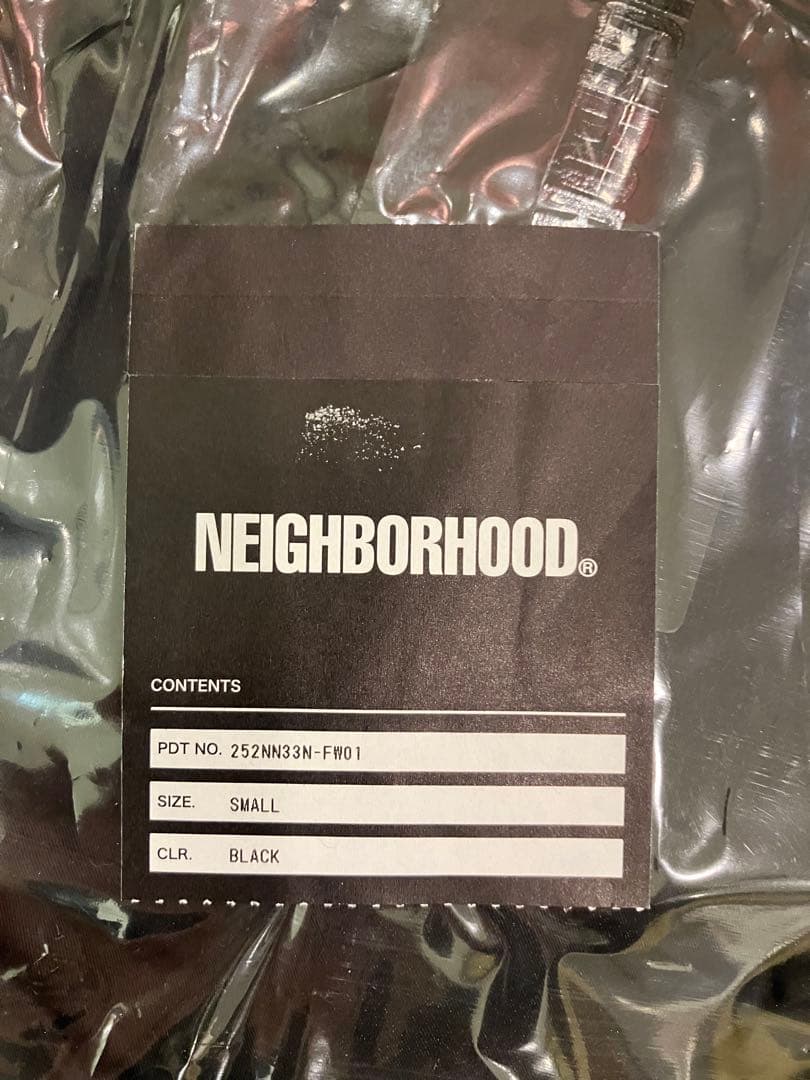 NEIGHBORHOOD®
CONTENTS
PDT NO. 252NN33N-FW01
SIZE. SMALL
CLR. BLACK